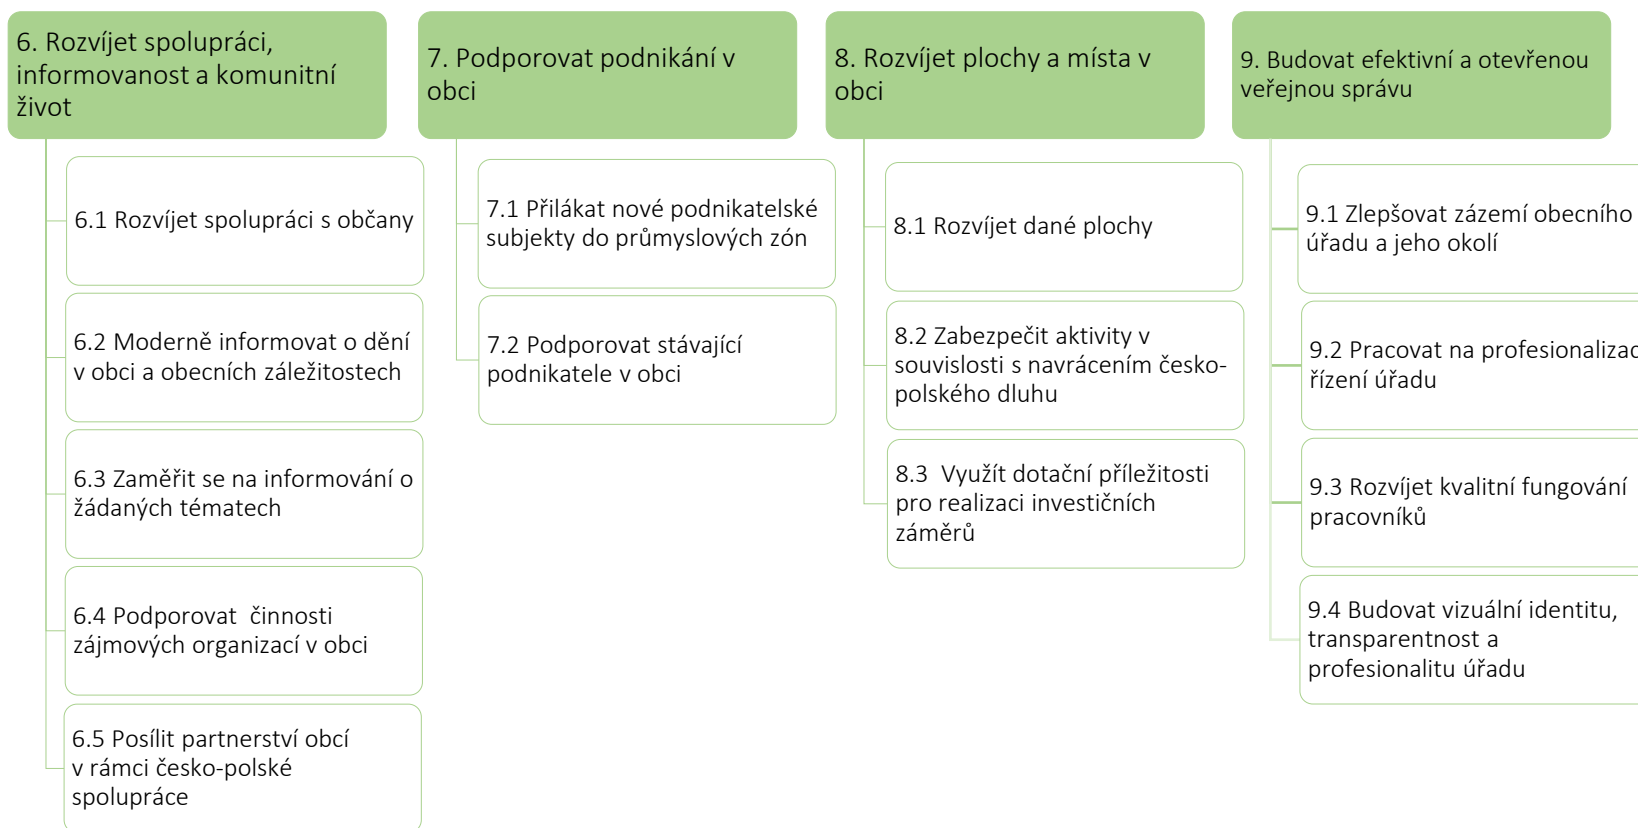 6. Rozvíjet spolupráci,
informovanost a komunitní
život
6.1 Rozvíjet spolupráci s občany
6.2 Moderně informovat o dění
v obci a obecních záležitostech
6.3 Zaměřit se na informování o
žádaných tématech
6.4 Podporovat činnosti
zájmových organizací v obci
6.5 Posílit partnerství obcí
v rámci česko-polské
spolupráce
7. Podporovat podnikání v
obci
7.1 Přilákat nové podnikatelské
subjekty do průmyslových zón
7.2 Podporovat stávající
podnikatele v obci
8. Rozvíjet plochy a místa v
obci
8.1 Rozvíjet dané plochy
8.2 Zabezpečit aktivity v
souvislosti s navrácením česko-
polského dluhu
8.3 Využít dotační příležitosti
pro realizaci investičních
záměrů
9. Budovat efektivní a otevřenou
veřejnou správu
9.1 Zlepšovat zázemí obecního
úřadu a jeho okolí
9.2 Pracovat na
řízení úřadu
9.3 Rozvíjet kvalitní fungování
pracovníků
9.4 Budovat vizuální identitu,
transparentnost a
profesionalitu úřadu